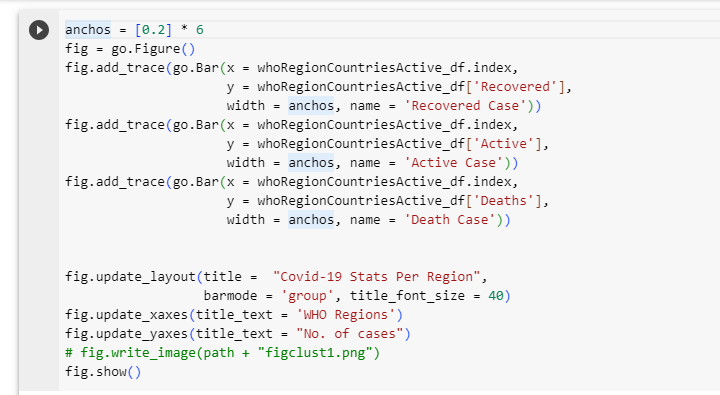 anchos = [0.2] * 6
fig = go.Figure()
fig.add_trace(go.Bar(x = whoRegionCountriesActive_df.index,
                     y = whoRegionCountriesActive_df['Recovered'],
                     width = anchos, name = 'Recovered Case'))
fig.add_trace(go.Bar(x = whoRegionCountriesActive_df.index,
                     y = whoRegionCountriesActive_df['Active'],
                     width = anchos, name = 'Active Case'))
fig.add_trace(go.Bar(x = whoRegionCountriesActive_df.index,
                     y = whoRegionCountriesActive_df['Deaths'],
                     width = anchos, name = 'Death Case'))
fig.update_layout(title =  "Covid-19 Stats Per Region",
                  barmode = 'group', title_font_size = 40)
fig.update_xaxes(title_text = 'WHO Regions')
fig.update_yaxes(title_text = "No. of cases")
# fig.write_image(path + "figclust1.png")
fig.show()